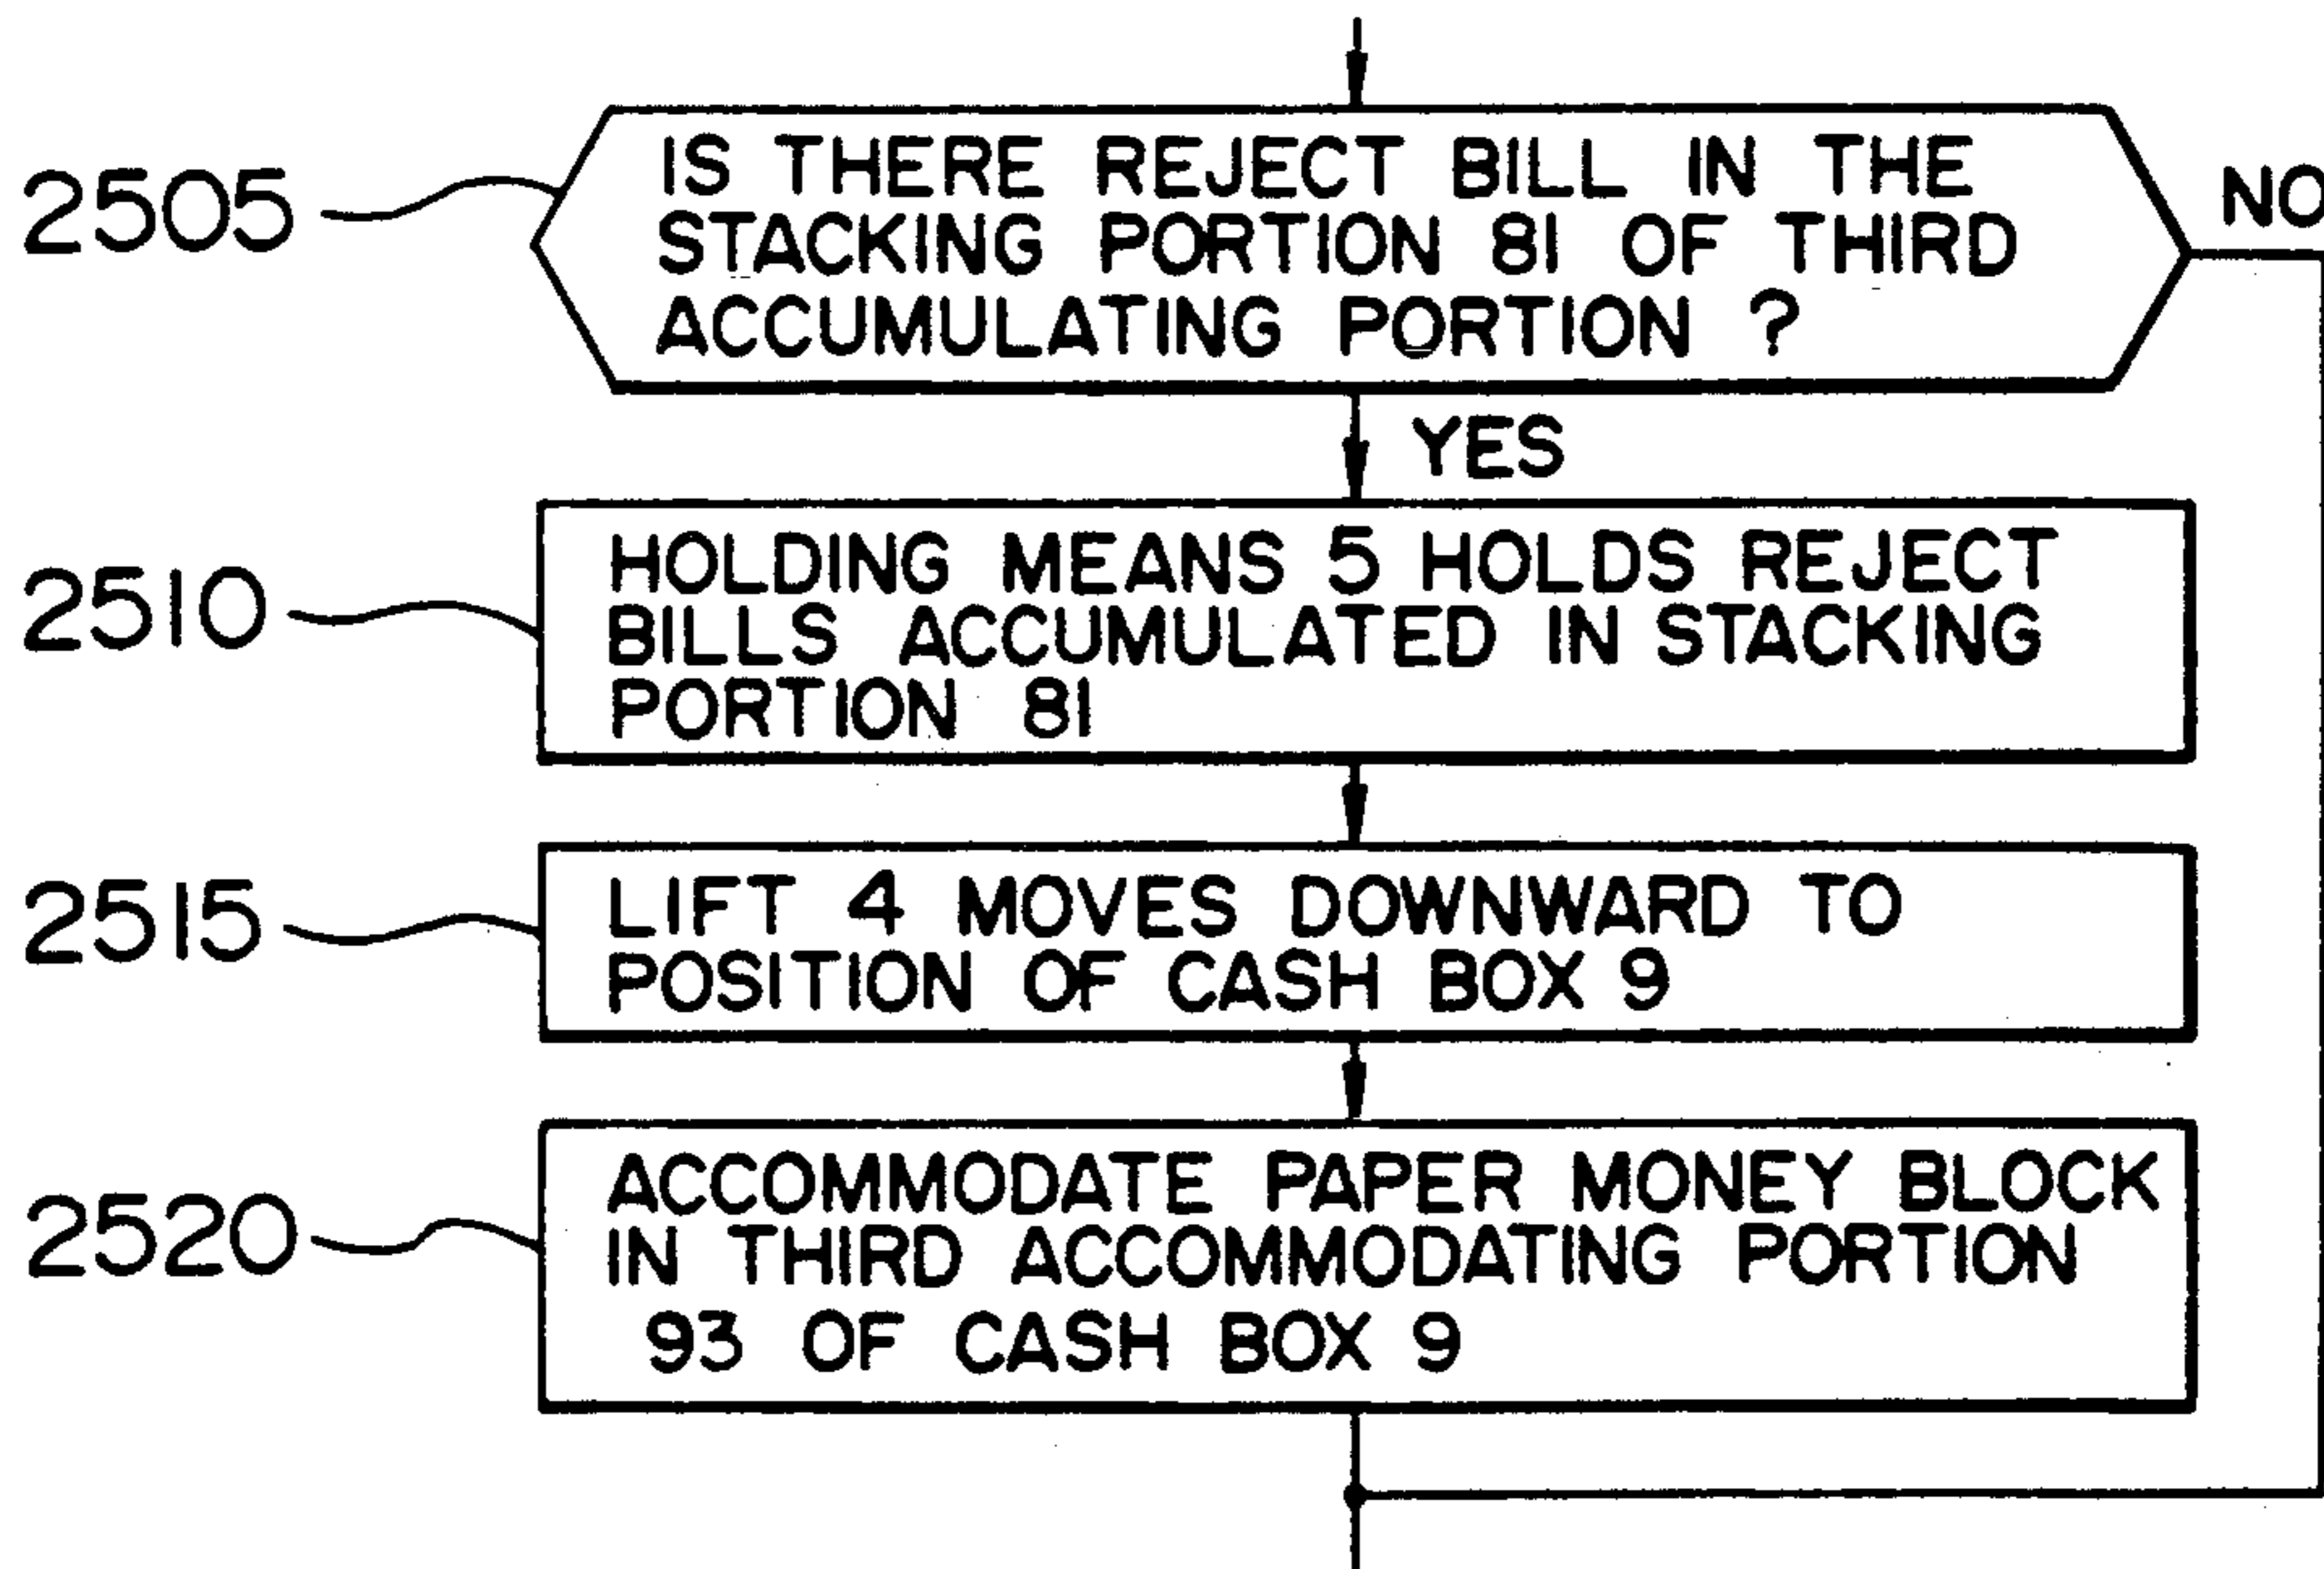 2505
IS THERE REJECT BILL IN THE
STACKING PORTION 81 OF THIRD
ACCUMULATING PORTION ?
NO
YES
2510
HOLDING MEANS 5 HOLDS REJECT
BILLS ACCUMULATED IN STACKING
PORTION 81
2515
LIFT 4 MOVES DOWNWARD TO
POSITION OF CASH BOX 9
2520
ACCOMMODATE PAPER MONEY BLOCK
IN THIRD ACCOMMODATING PORTION
93 OF CASH BOX 9